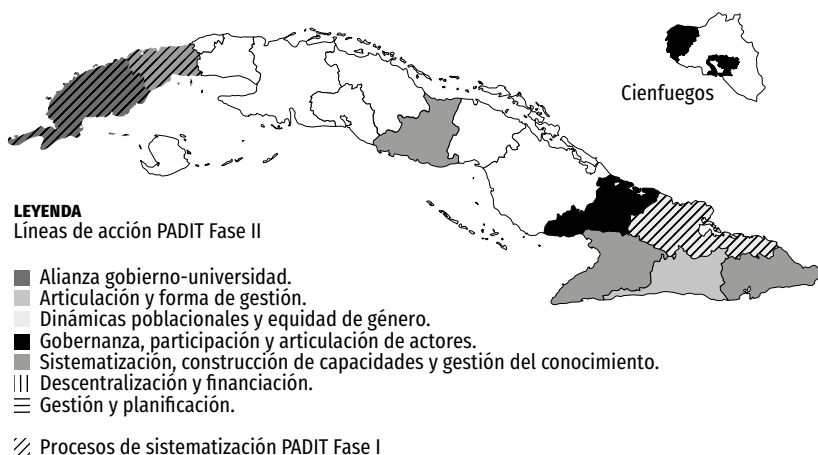 Cienfuegos
LEYENDA
Líneas de acción PADIT Fase II
Alianza gobierno-universidad.
Articulación y forma de gestión.
Dinámicas poblacionales y equidad de género.
Gobernanza, participación y articulación de actores.
Sistematización, construcción de capacidades y gestión del conocimiento.
Descentralización y financiación.
Gestión y planificación.
Procesos de sistematización PADIT Fase I